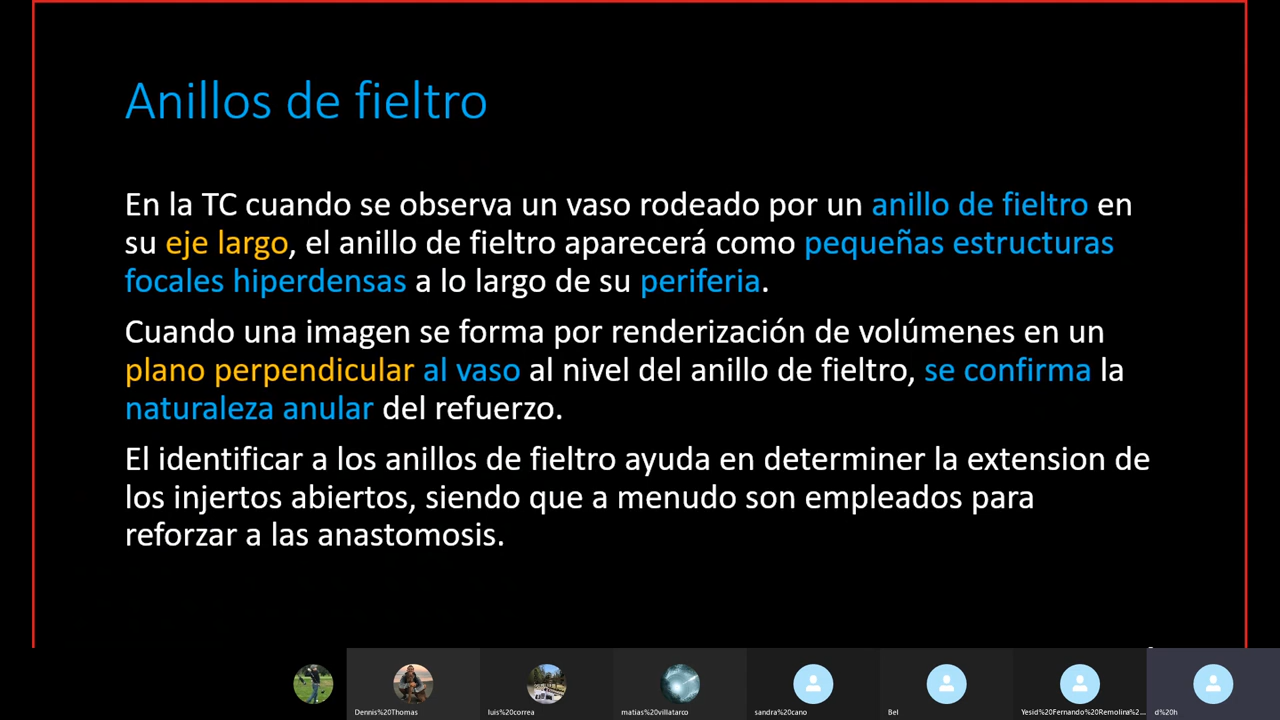 Anillos de fieltro
En la TC cuando se observa un vaso rodeado por un anillo de fieltro en
su eje largo, el anillo de fieltro aparecerá como pequeñas estructuras
focales hiperdensas a lo largo de su periferia.
Cuando una imagen se forma por renderización de volúmenes en un
plano perpendicular al vaso al nivel del anillo de fieltro, se confirma la
naturaleza anular del refuerzo.
El identificar a los anillos de fieltro ayuda en determiner la extension de
los injertos abiertos, siendo que a menudo son empleados para
reforzar a las anastomosis.
Dennis%20Thomas
luis%20correa
matias%20villatarco
sandra%20cano
Bel
Yesid%20Fernando%20Remolina%2...
d%20h